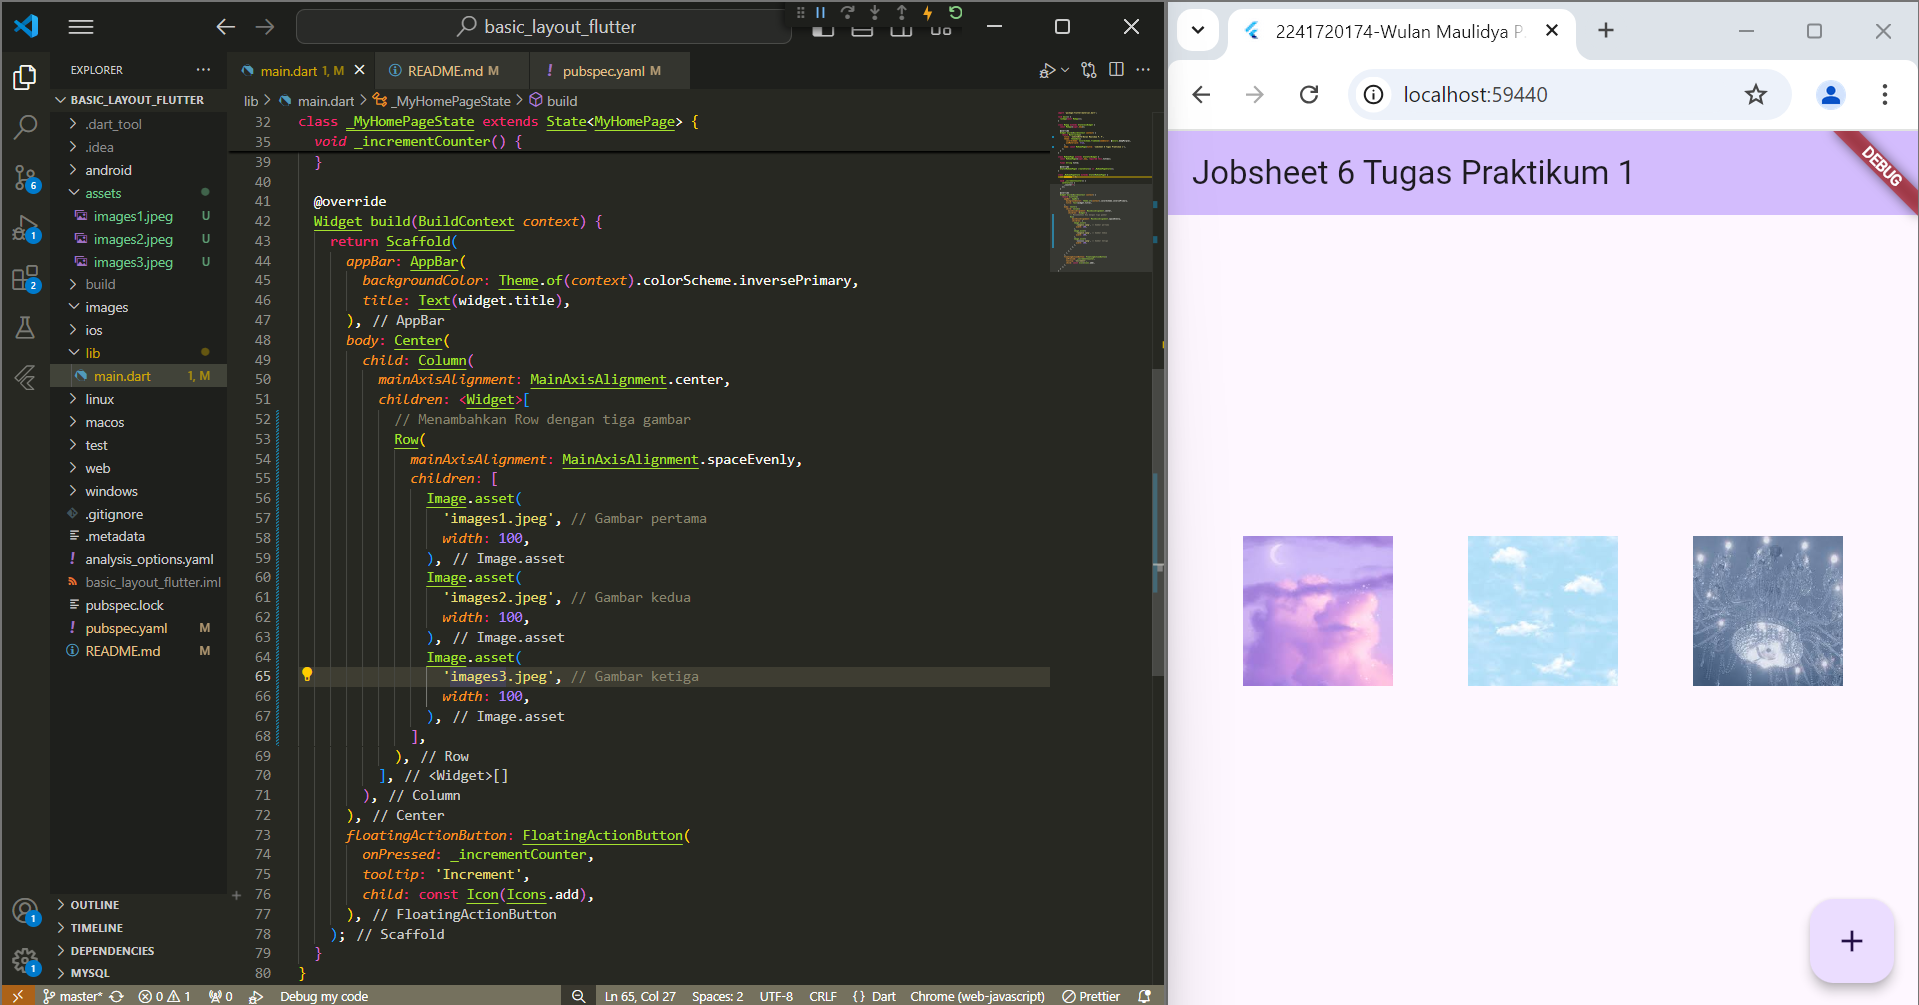 basic_layout_flutter
EXPLORER
BASIC_LAYOUT_FLUTTER
.dart_tool
.idea
android
assets
images1.jpeg U
images2.jpeg U
images3.jpeg U
build
images
ios
lib
main.dart 1, M
linux
macos
test
web
windows
.gitignore
.metadata
analysis_options.yaml
basic_layout_flutter.iml
pubspec.lock
pubspec.yaml M
README.md M
OUTLINE
TIMELINE
DEPENDENCIES
MYSQL
6
1
2
1
1
main.dart 1, M
README.md M
pubspec.yaml M
lib > main.dart > _MyHomePageState > build
32 class _MyHomePageState extends State<MyHomePage> {
35 void _incrementCounter() {
39 }
40
41 @override
42 Widget build(BuildContext context) {
43 return Scaffold(
44 appBar: AppBar(
45 backgroundColor: Theme.of(context).colorScheme.inversePrimary,
46 title: Text(widget.title),
47 ), // AppBar
48 body: Center(
49 child: Column(
50 mainAxisAlignment: MainAxisAlignment.center,
51 children: <Widget>[
52 // Menambahkan Row dengan tiga gambar
53 Row(
54 mainAxisAlignment: MainAxisAlignment.spaceEvenly,
55 children: [
56 Image.asset(
57 'images1.jpeg', // Gambar pertama
58 width: 100,
59 ), // Image.asset
60 Image.asset(
61 'images2.jpeg', // Gambar kedua
62 width: 100,
63 ), // Image.asset
64 Image.asset(
65 'images3.jpeg', // Gambar ketiga
66 width: 100,
67 ), // Image.asset
68 ],
69 ), // Row
70 ], // <Widget>[]
71 ), // Column
72 ), // Center
73 floatingActionButton: FloatingActionButton(
74 onPressed: _incrementCounter,
75 tooltip: 'Increment',
76 child: const Icon(Icons.add),
77 ), // FloatingActionButton
78 ); // Scaffold
79 }
80 }
master* 0 1 0 Debug my code Ln 65, Col 27 Spaces: 2 UTF-8 CRLF {} Dart Chrome (web-javascript) Prettier
2241720174-Wulan Maulidya P
localhost:59440
Jobsheet 6 Tugas Praktikum 1
DEBUG